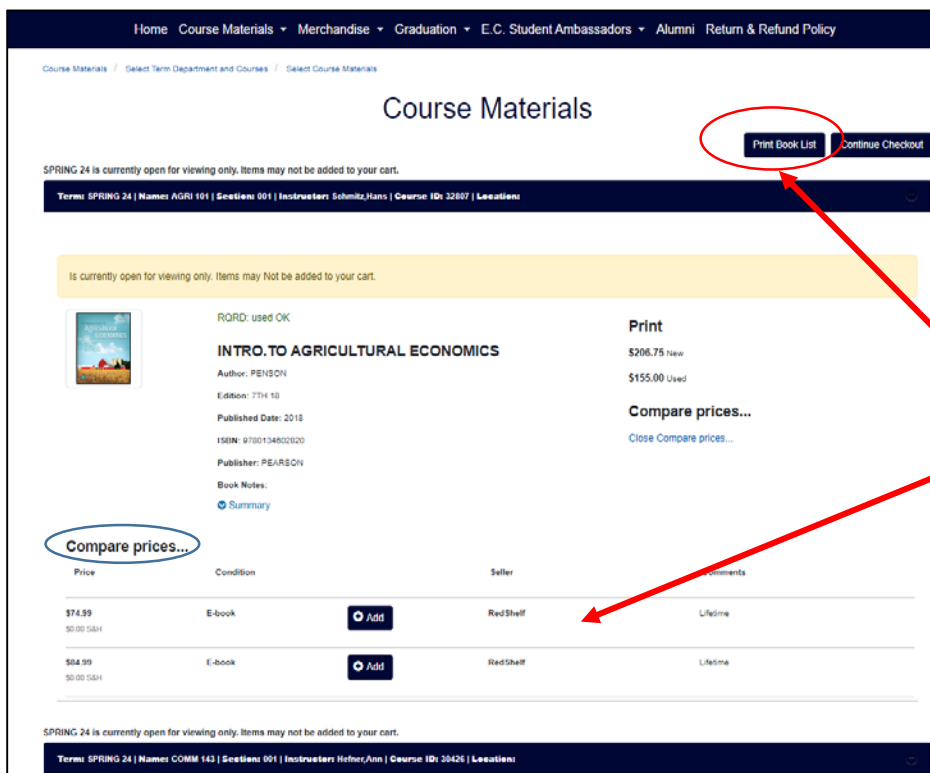 Home Course Materials Merchandise Graduation E.C. Student Ambassadors Alumni Return & Refund Policy
Course Materials / Select Term Department and Courses / Select Course Materials
Course Materials
Print Book List Continue Checkout
SPRING 24 is currently open for viewing only. Items may not be added to your cart.
Term: SPRING 24 | Name: AGRI 101 | Section: 001 | Instructor: Schmitz,Hans | Course ID: 32807 | Location:
Is currently open for viewing only. Items may Not be added to your cart.
RQRD: used OK
INTRO.TO AGRICULTURAL ECONOMICS
Author: PENSON
Edition: 7TH 18
Published Date: 2018
ISBN: 9780134602820
Publisher: PEARSON
Book Notes:
Summary
Print
$206.75 New
$155.00 Used
Compare prices...
Close Compare prices...
Compare prices...
Price Condition Seller Comments
$74.99 E-book Add RedShelf Lifetime
$0.00 S&H
$84.99 E-book Add RedShelf Lifetime
$0.00 S&H
SPRING 24 is currently open for viewing only. Items may not be added to your cart.
Term: SPRING 24 | Name: COMM 143 | Section: 001 | Instructor: Hefner,Ann | Course ID: 30426 | Location: